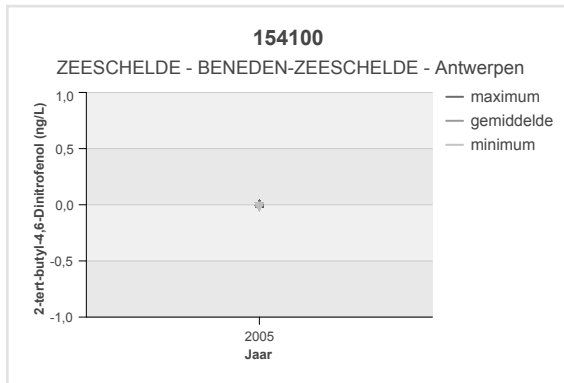 154100
ZEESCHELDE - BENEDEN-ZEESCHELDE - Antwerpen
2-tert-butyl-4,6-Dinitrofenol (ng/L)
1,0
0,5
0,0
-0,5
-1,0
2005
Jaar
maximum
gemiddelde
minimum